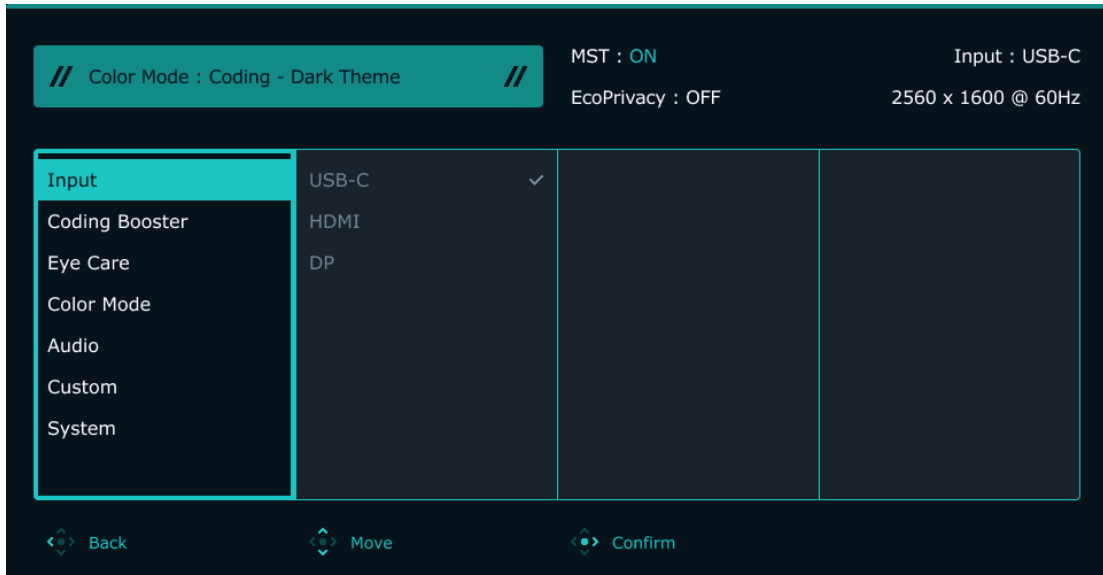 // Color Mode : Coding - Dark Theme //
MST : ON
Input : USB-C
EcoPrivacy : OFF
2560 x 1600 @ 60Hz
Input
USB-C
Coding Booster
HDMI
Eye Care
DP
Color Mode
Audio
Custom
System
Back
Move
Confirm